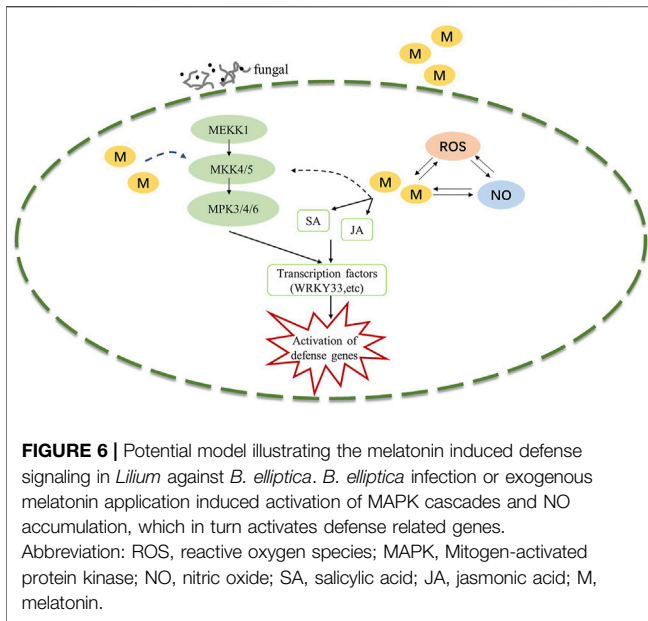 M
M
M
fungal
MEKK1
M
M
MKK4/5
MPK3/4/6
ROS
M
M
NO
SA
JA
Transcription factors
(WRKY33,etc)
Activation of
defense genes
FIGURE 6 | Potential model illustrating the melatonin induced defense
signaling in Lilium against B. elliptica. B. elliptica infection or exogenous
melatonin application induced activation of MAPK cascades and NO
accumulation, which in turn activates defense related genes.
Abbreviation: ROS, reactive oxygen species; MAPK, Mitogen-activated
protein kinase; NO, nitric oxide; SA, salicylic acid; JA, jasmonic acid; M,
melatonin.